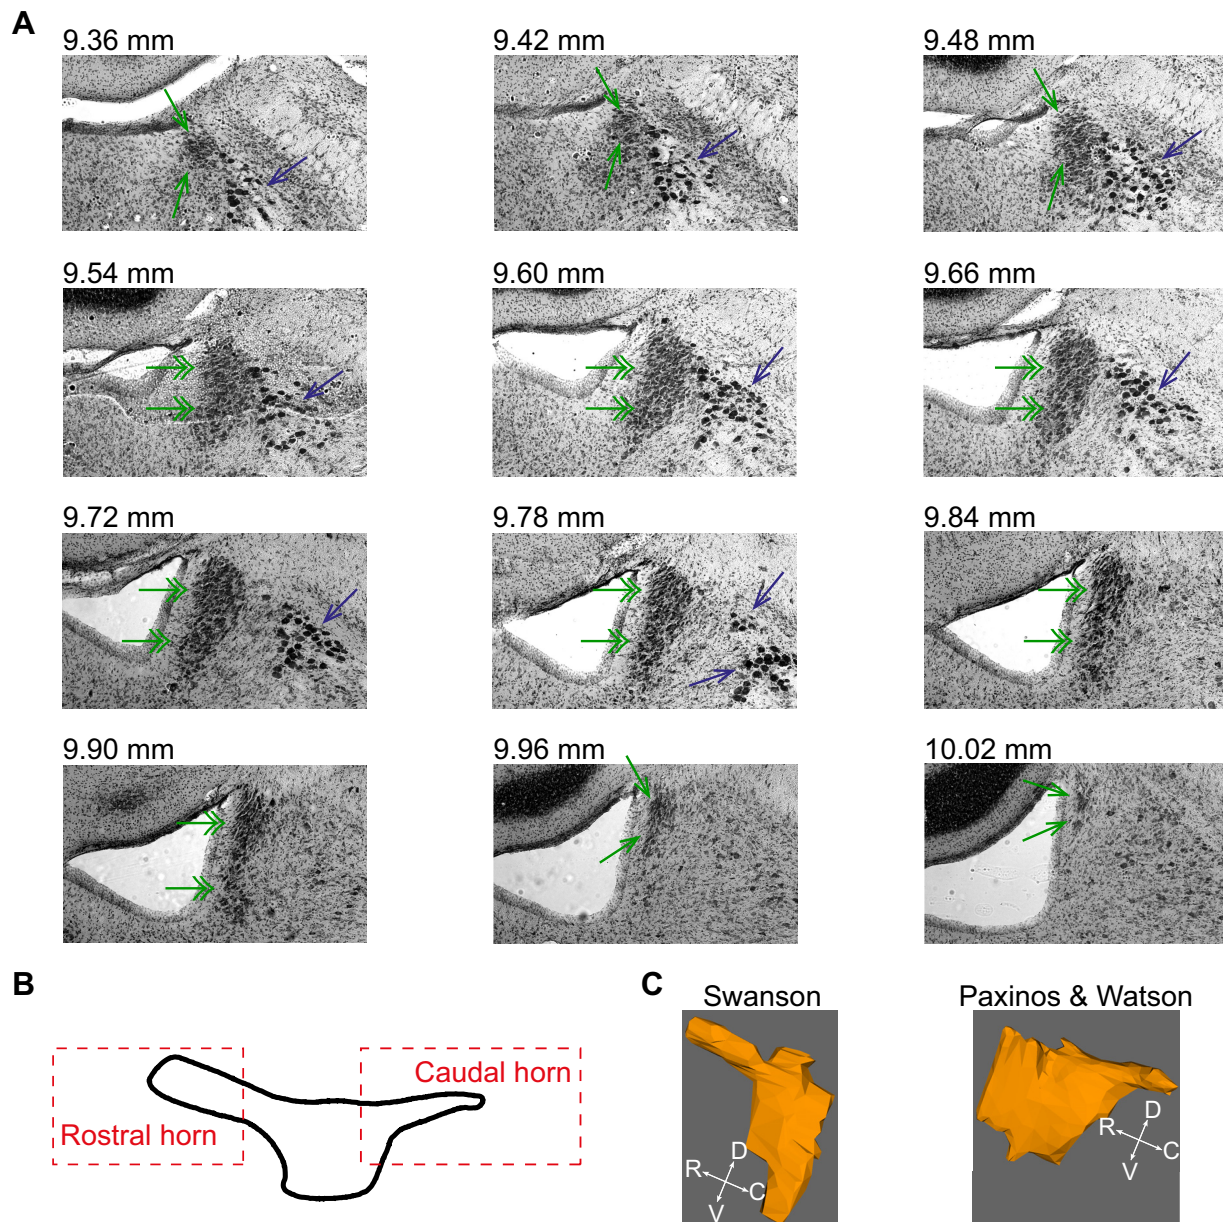 A
9.36 mm
9.42 mm
9.48 mm
9.54 mm
9.60 mm
9.66 mm
9.72 mm
9.78 mm
9.84 mm
9.90 mm
9.96 mm
10.02 mm
B
Rostral horn
Caudal horn
C
Swanson
Paxinos & Watson
D
R
C
V
D
R
C
V